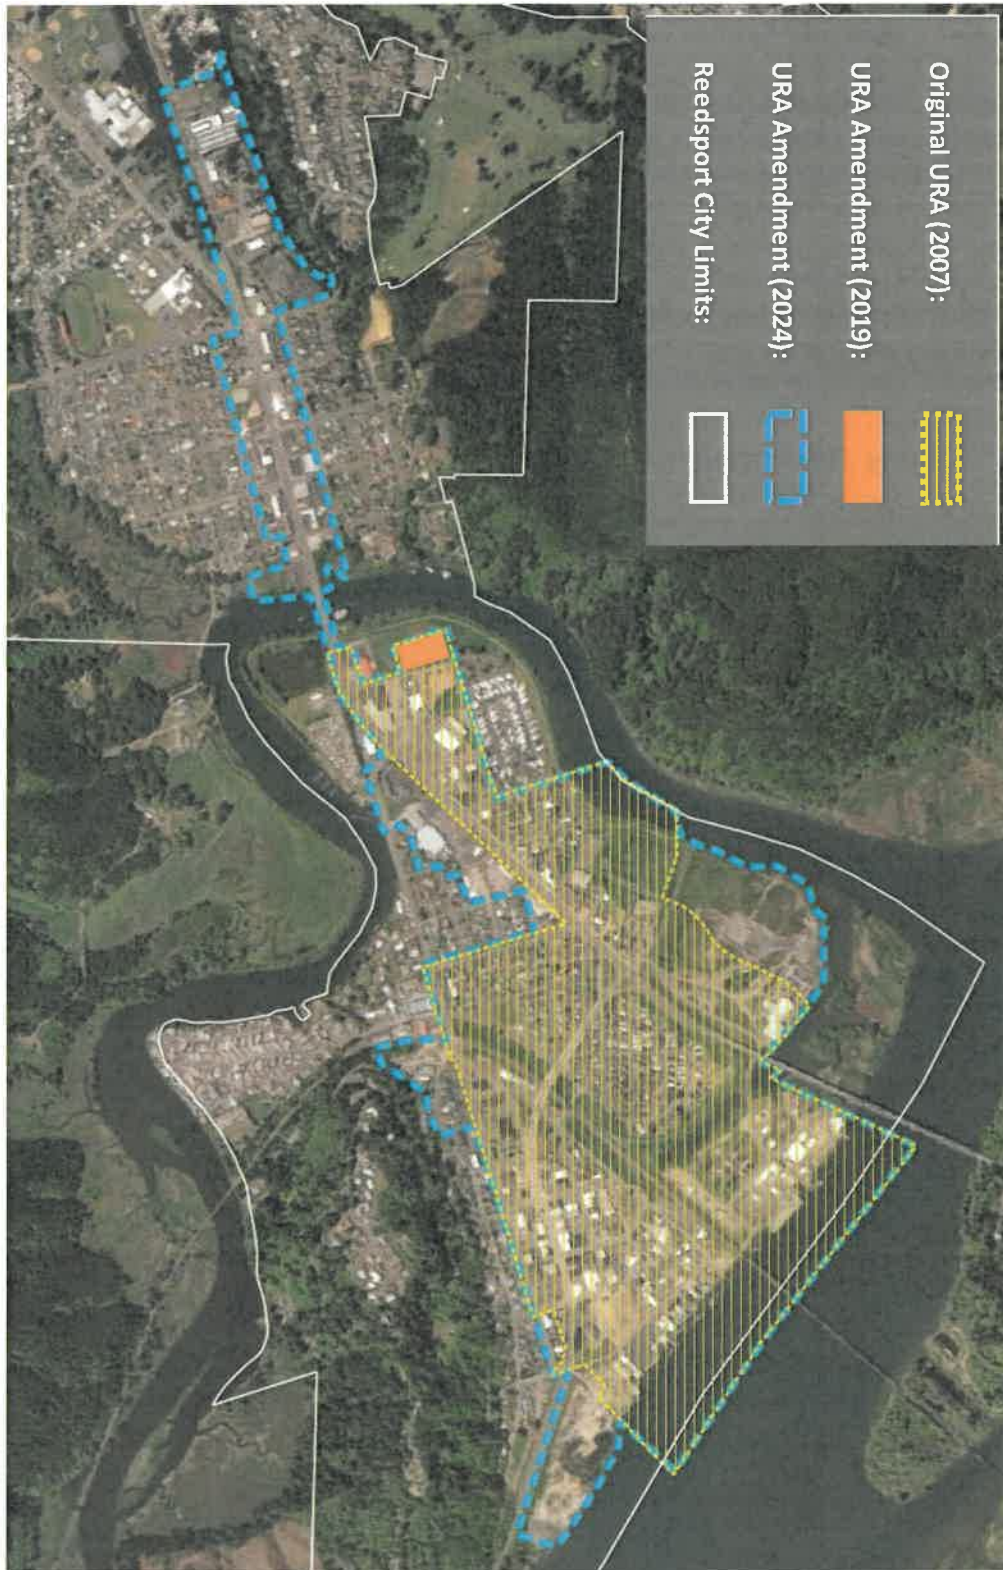 Original URA (2007):
URA Amendment (2019):
URA Amendment (2024):
Reedsport City Limits: